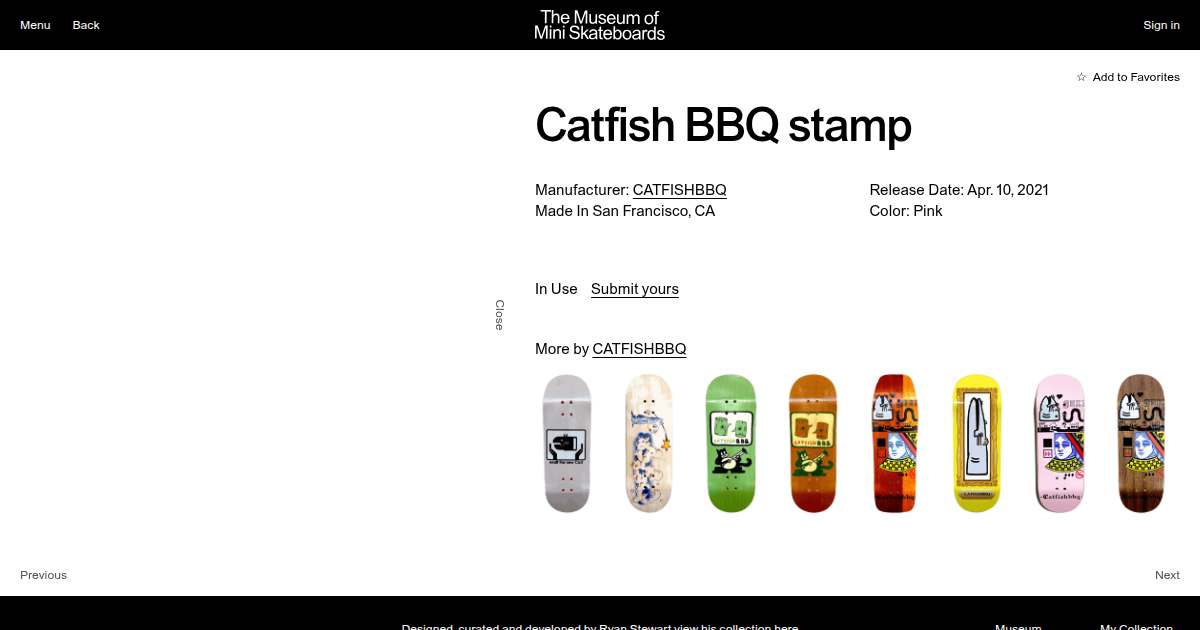 Menu
Back
The Museum of
Mini Skateboards
Sign in
☆ Add to Favorites
Catfish BBQ stamp
Manufacturer: CATFISHBBQ
Made In San Francisco, CA
Release Date: Apr. 10, 2021
Color: Pink
In Use Submit yours
Close
More by CATFISHBBQ
Previous
Next
Designed, curated and developed by Ryan Stewart view his collection here
Museum
My Collection